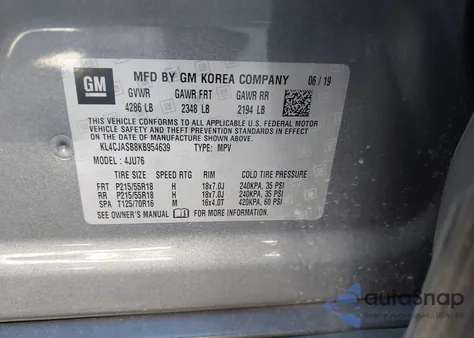 GM
MFD BY GM KOREA COMPANY 06/19
GVWR GAWR FRT GAWR RR
4286 LB 2348 LB 2194 LB
THIS VEHICLE CONFORMS TO ALL APPLICABLE U.S. FEDERAL MOTOR
VEHICLE SAFETY, BUMPER, AND THEFT PREVENTION STANDARDS IN
EFFECT ON THE DATE OF MANUFACTURE SHOWN ABOVE.
KL4CJASB8KB954639 TYPE: MPV
MODEL: 4JU76
TIRE SIZE SPEED RTG RIM COLD TIRE PRESSURE
FRT P215/55R18 H 18x7.0J 240KPA, 35 PSI
RR P215/55R18 H 18x7.0J 240KPA, 35 PSI
SPA T125/70R16 M 16x4.0T 420KPA, 60 PSI
SEE OWNER'S MANUAL FOR MORE INFORMATION
autoSnap